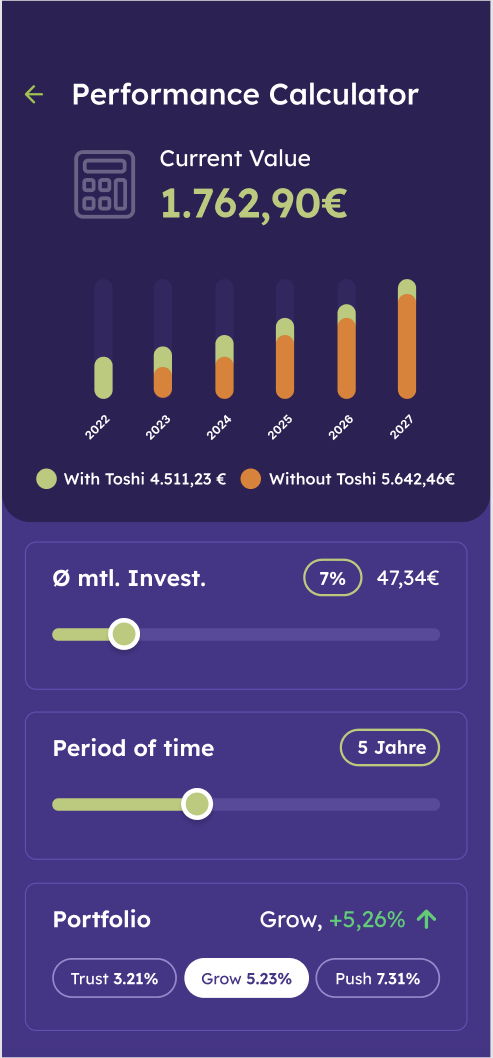 Performance Calculator
Current Value
1.762,90€
2022 2023 2024 2025 2026 2027
With Toshi 4.511,23 € Without Toshi 5.642,46€
Ø mtl. Invest. 7% 47,34€
Period of time 5 Jahre
Portfolio Grow, +5,26%
Trust 3.21% Grow 5.23% Push 7.31%